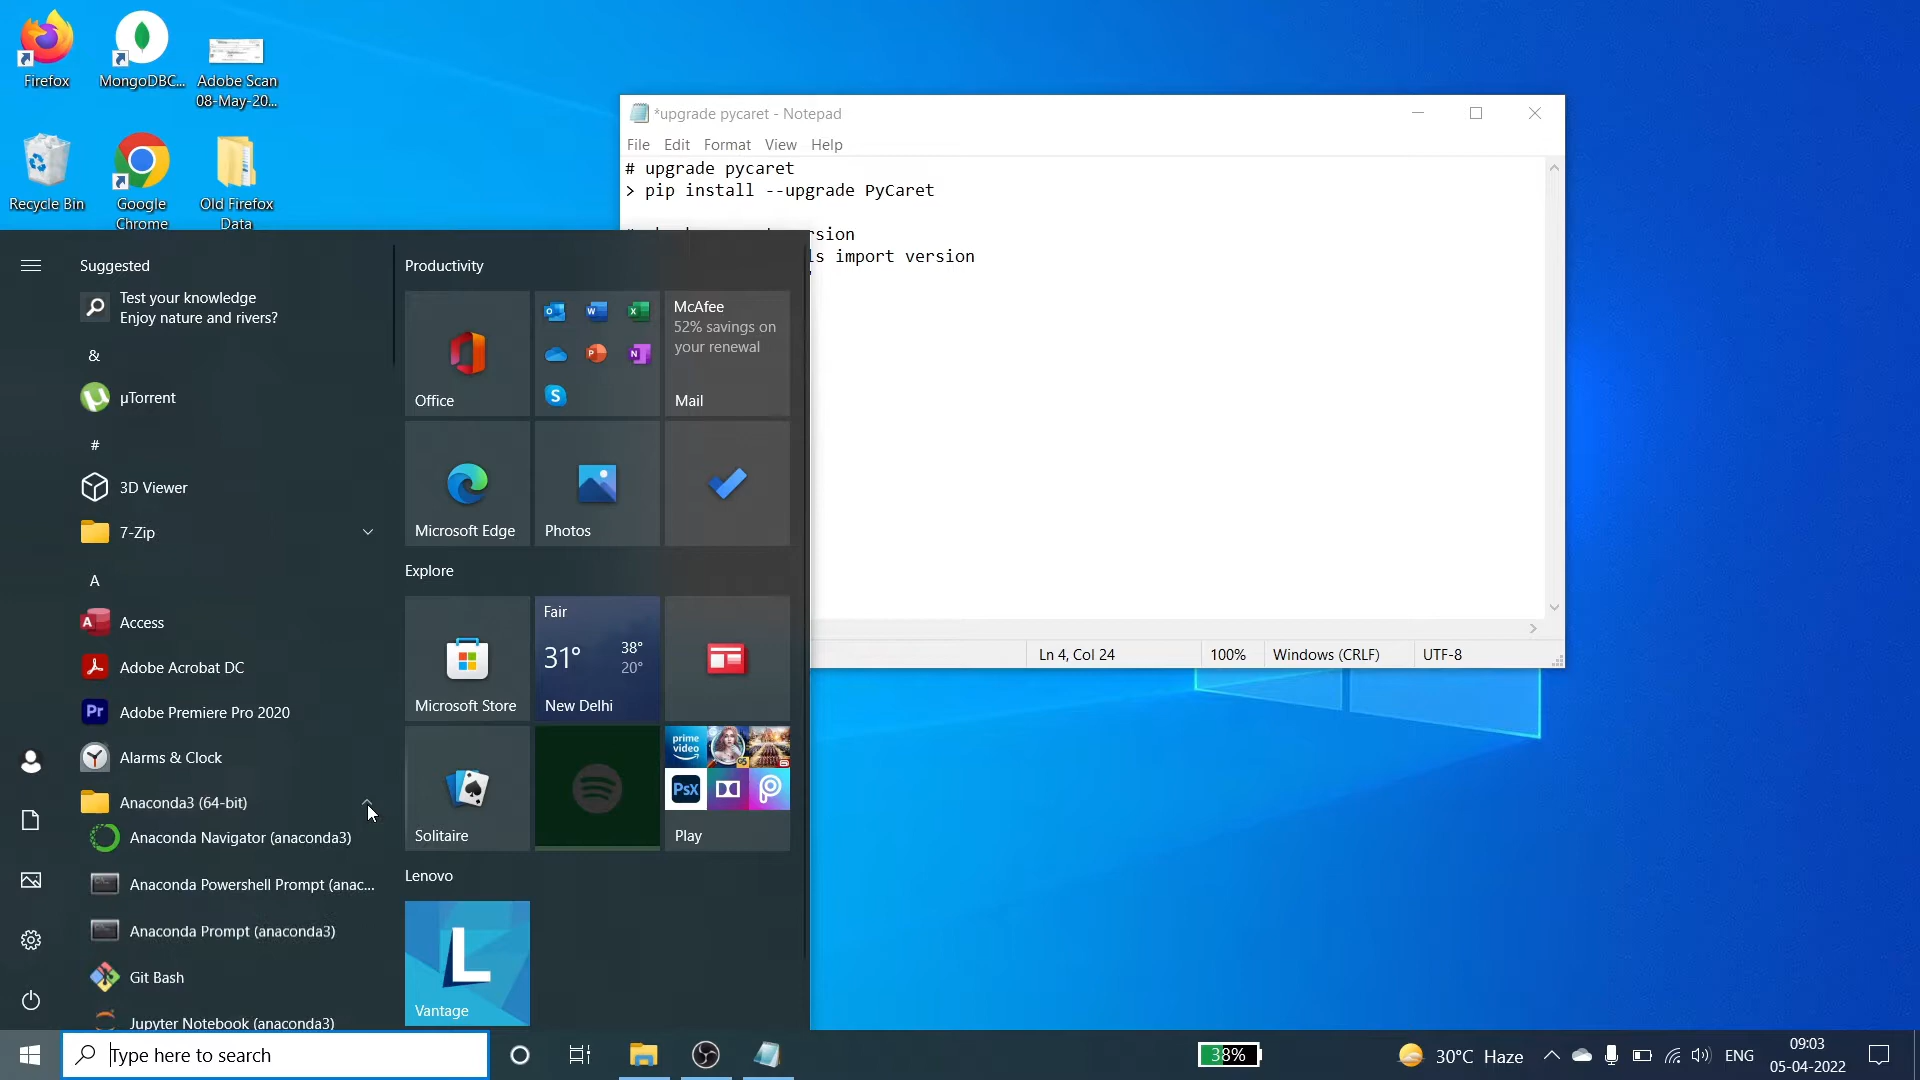 Firefox
MongoDBC...
Adobe Scan
08-May-20...
Recycle Bin
Google
Chrome
Old Firefox
Data
*upgrade pycaret - Notepad
File Edit Format View Help
# upgrade pycaret
> pip install --upgrade PyCaret
sion
ls import version
Ln 4, Col 24
100%
Windows (CRLF)
UTF-8
Suggested
Test your knowledge
Enjoy nature and rivers?
&
µTorrent
#
3D Viewer
7-Zip
A
Access
Adobe Acrobat DC
Adobe Premiere Pro 2020
Alarms & Clock
Anaconda3 (64-bit)
Anaconda Navigator (anaconda3)
Anaconda Powershell Prompt (anac...
Anaconda Prompt (anaconda3)
Git Bash
Jupyter Notebook (anaconda3)
Productivity
Office
McAfee
52% savings on
your renewal
Mail
Microsoft Edge
Photos
Explore
Microsoft Store
Fair
31°
38°
20°
New Delhi
Solitaire
prime
video
PsX
Play
Lenovo
L
Vantage
Type here to search
38%
30°C Haze
ENG
09:03
05-04-2022